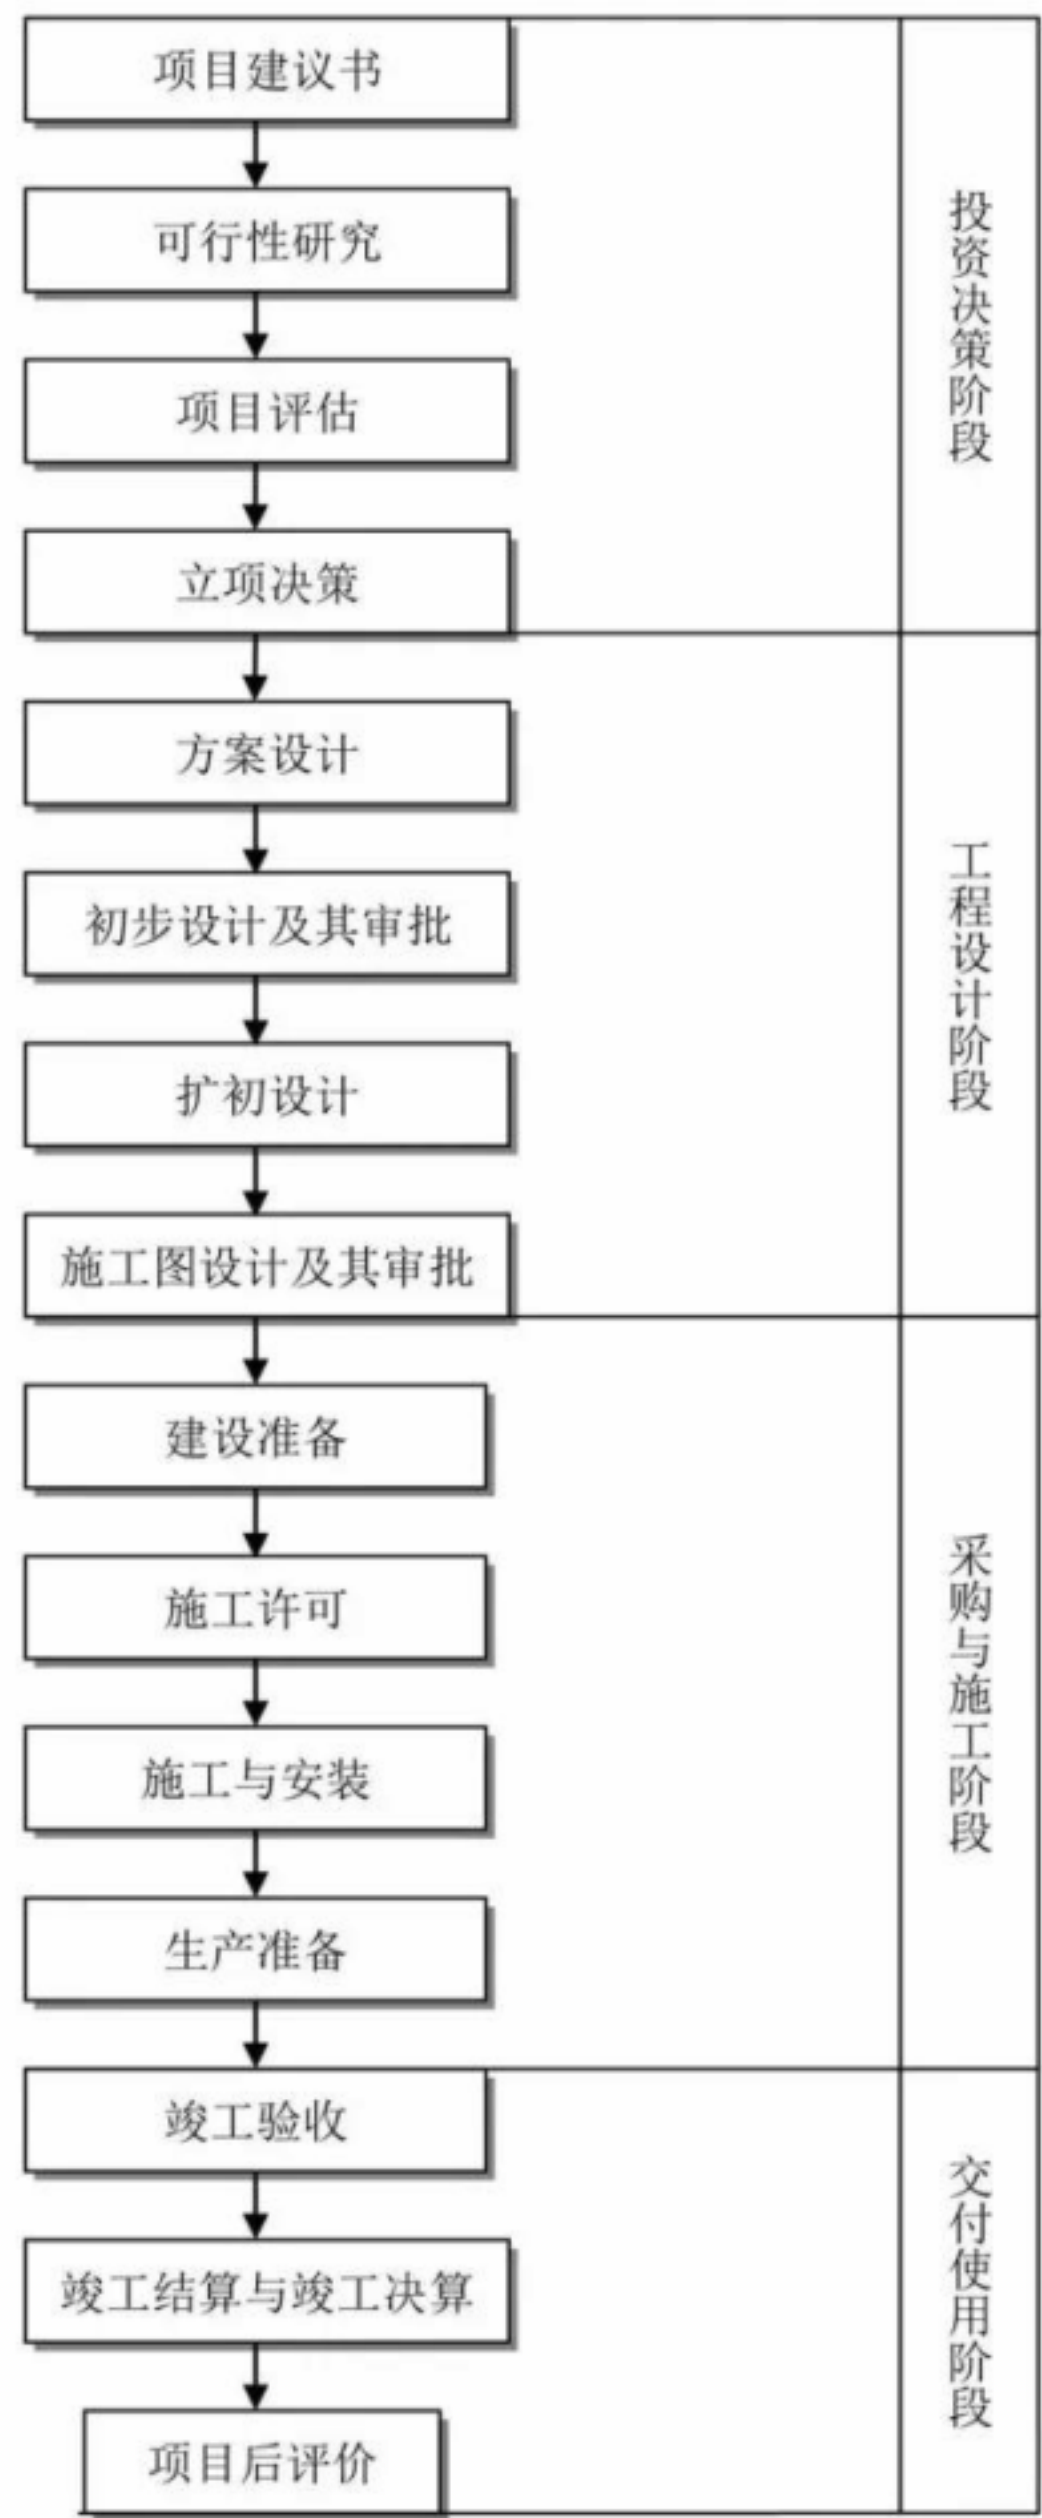 项目建议书
可行性研究
项目评估
立项决策
投资决策阶段
方案设计
初步设计及其审批
扩初设计
施工图设计及其审批
工程设计阶段
建设准备
施工许可
施工与安装
生产准备
采购与施工阶段
竣工验收
竣工结算与竣工决算
项目后评价
交付使用阶段